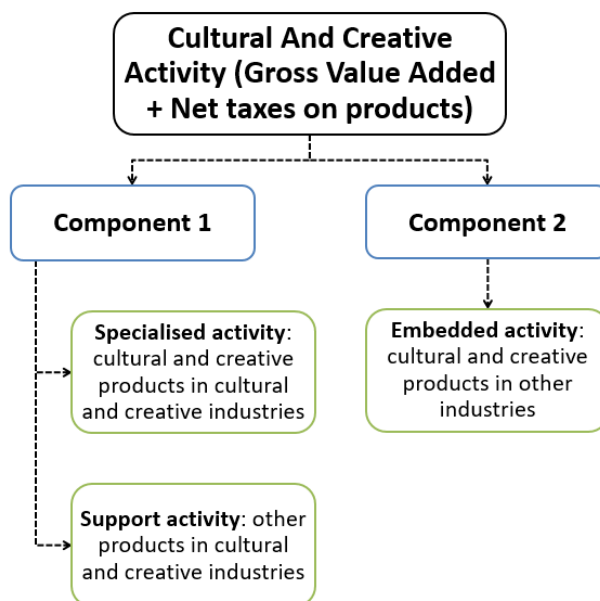 Cultural And Creative
Activity (Gross Value Added
+ Net taxes on products)
Component 1
Component 2
Specialised activity:
cultural and creative
products in cultural
and creative industries
Embedded activity:
cultural and creative
products in other
industries
Support activity: other
products in cultural
and creative industries